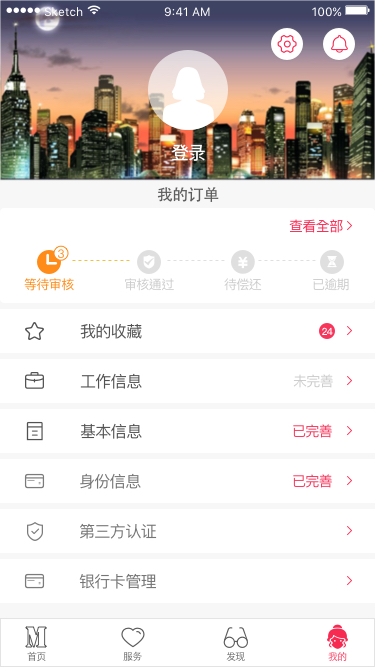 Sketch 9:41 AM 100%
登录
我的订单
查看全部
3
等待审核 审核通过 待偿还 已逾期
我的收藏 24
工作信息 未完善
基本信息 已完善
身份信息 已完善
第三方认证
银行卡管理
首页 服务 发现 我的